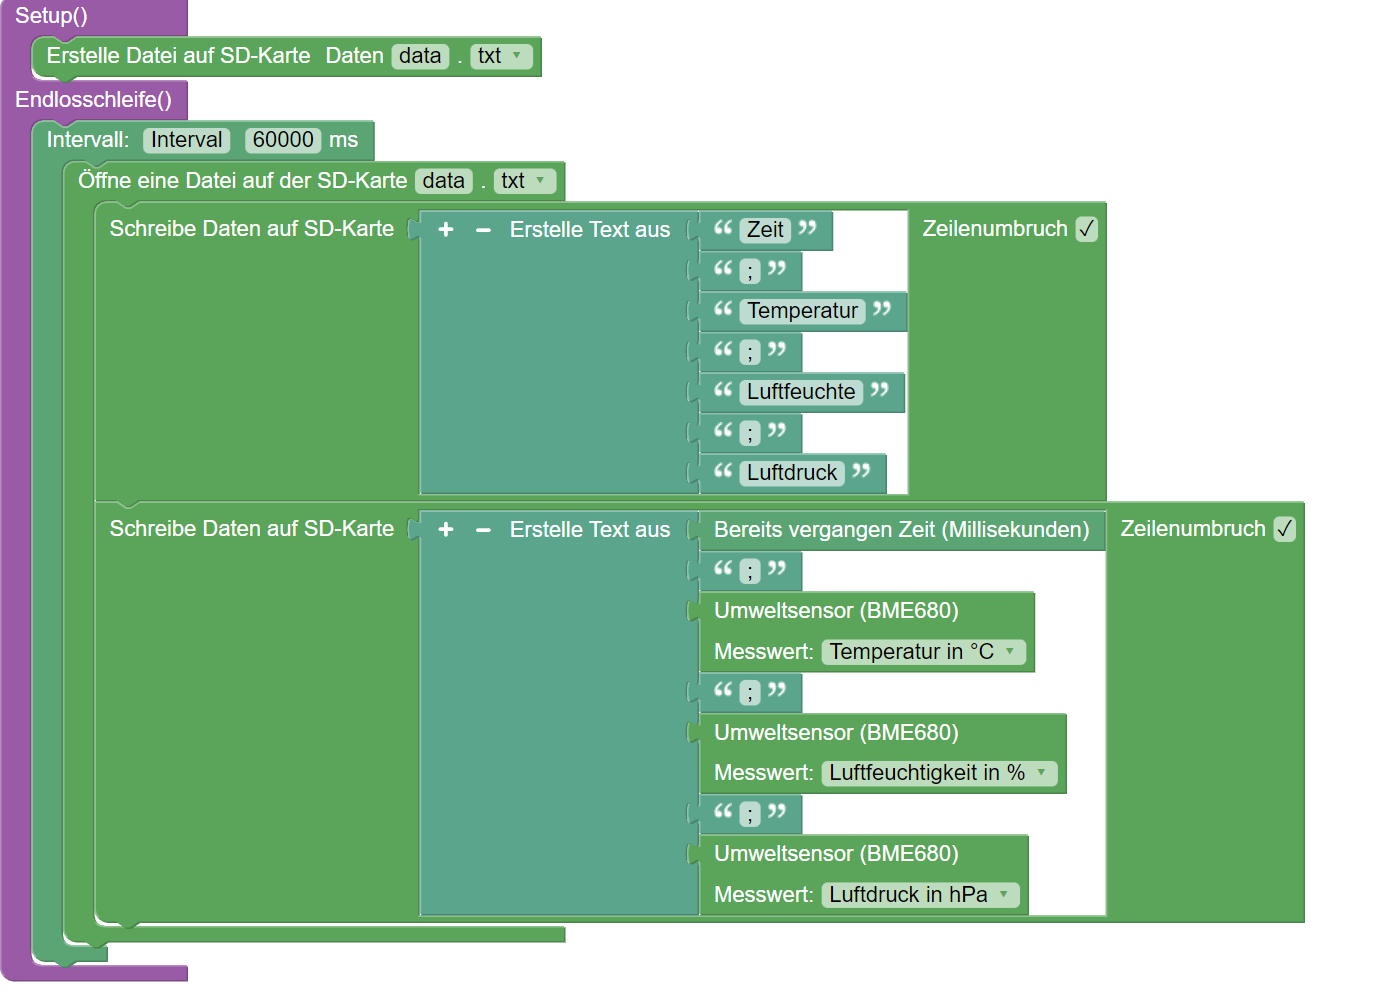 Setup()
Erstelle Datei auf SD-Karte Daten data . txt
Endlosschleife()
Intervall: Interval 60000 ms
Öffne eine Datei auf der SD-Karte data . txt
Schreibe Daten auf SD-Karte + − Erstelle Text aus “ Zeit ” Zeilenumbruch ✓
“ ; ”
“ Temperatur ”
“ ; ”
“ Luftfeuchte ”
“ ; ”
“ Luftdruck ”
Schreibe Daten auf SD-Karte + − Erstelle Text aus Bereits vergangen Zeit (Millisekunden) Zeilenumbruch ✓
“ ; ”
Umweltsensor (BME680)
Messwert: Temperatur in °C
“ ; ”
Umweltsensor (BME680)
Messwert: Luftfeuchtigkeit in %
“ ; ”
Umweltsensor (BME680)
Messwert: Luftdruck in hPa